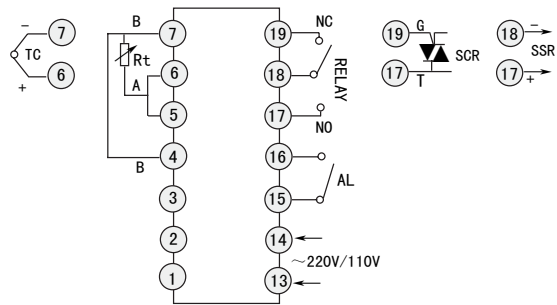 − 7 TC
6 +
B
7
Rt
A
6
5
4
B
3
2
1
19 NC
18 RELAY
17 NO
16
AL
15
14
～220V/110V
13
19 G
SCR
17 T
18 −
SSR
17 +